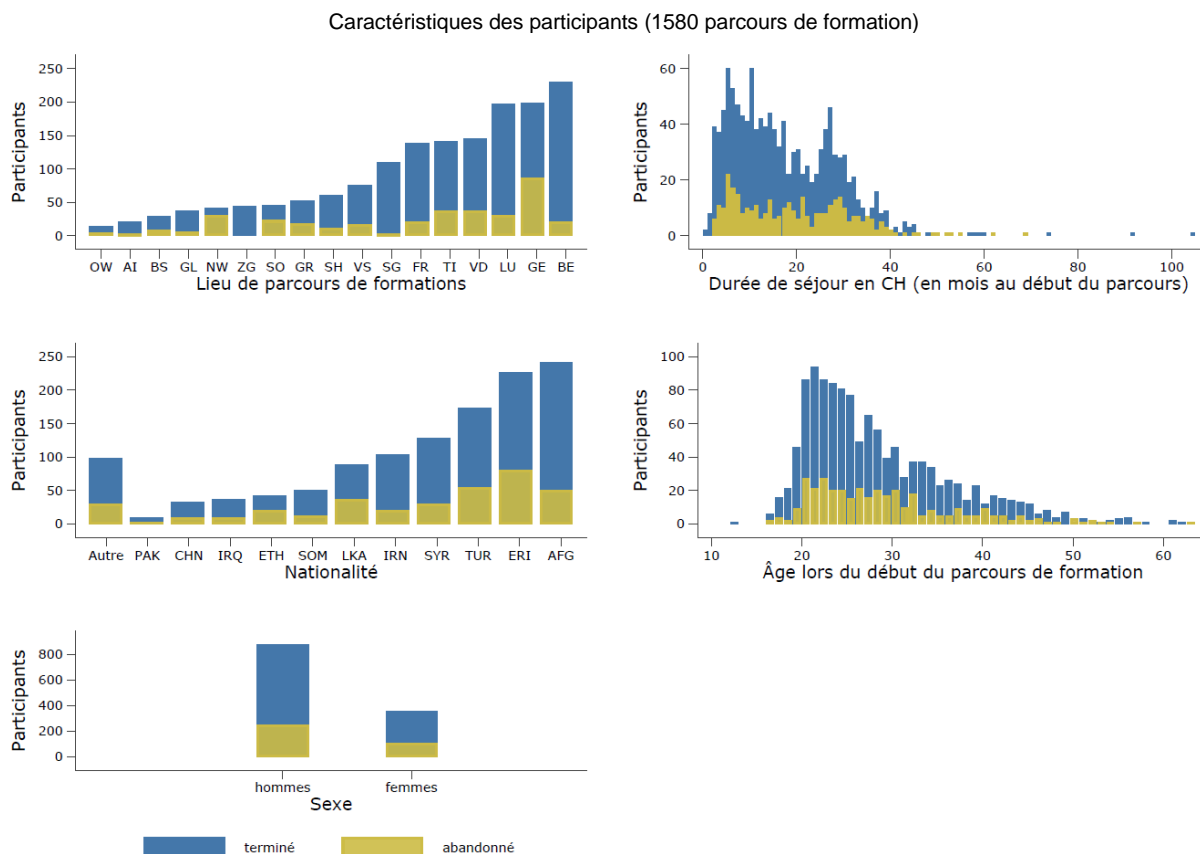 Caractéristiques des participants (1580 parcours de formation)
250
200
150
100
50
0
Participants
OW AI BS GL NW ZG SO GR SH VS SG FR TI VD LU GE BE
Lieu de parcours de formations
60
40
20
0
Participants
0 20 40 60 80 100
Durée de séjour en CH (en mois au début du parcours)
250
200
150
100
50
0
Participants
Autre PAK CHN IRQ ETH SOM LKA IRN SYR TUR ERI AFG
Nationalité
100
80
60
40
20
0
Participants
10 20 30 40 50 60
Âge lors du début du parcours de formation
800
600
400
200
0
Participants
hommes femmes
Sexe
terminé abandonné